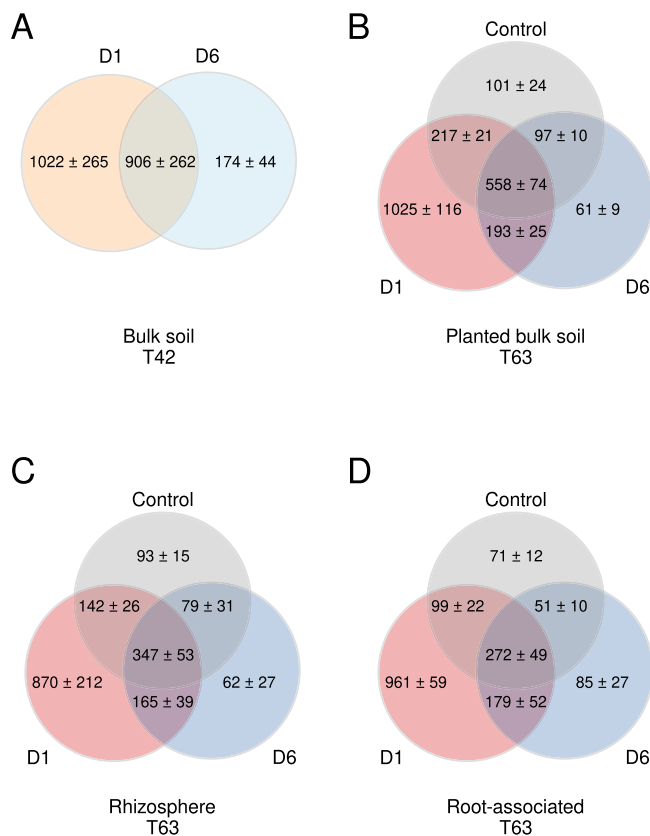 A
D1
D6
1022 ± 265
906 ± 262
174 ± 44
Bulk soil
T42
B
Control
101 ± 24
217 ± 21
97 ± 10
558 ± 74
1025 ± 116
61 ± 9
193 ± 25
D1
D6
Planted bulk soil
T63
C
Control
93 ± 15
142 ± 26
79 ± 31
347 ± 53
870 ± 212
62 ± 27
165 ± 39
D1
D6
Rhizosphere
T63
D
Control
71 ± 12
99 ± 22
51 ± 10
272 ± 49
961 ± 59
85 ± 27
179 ± 52
D1
D6
Root-associated
T63